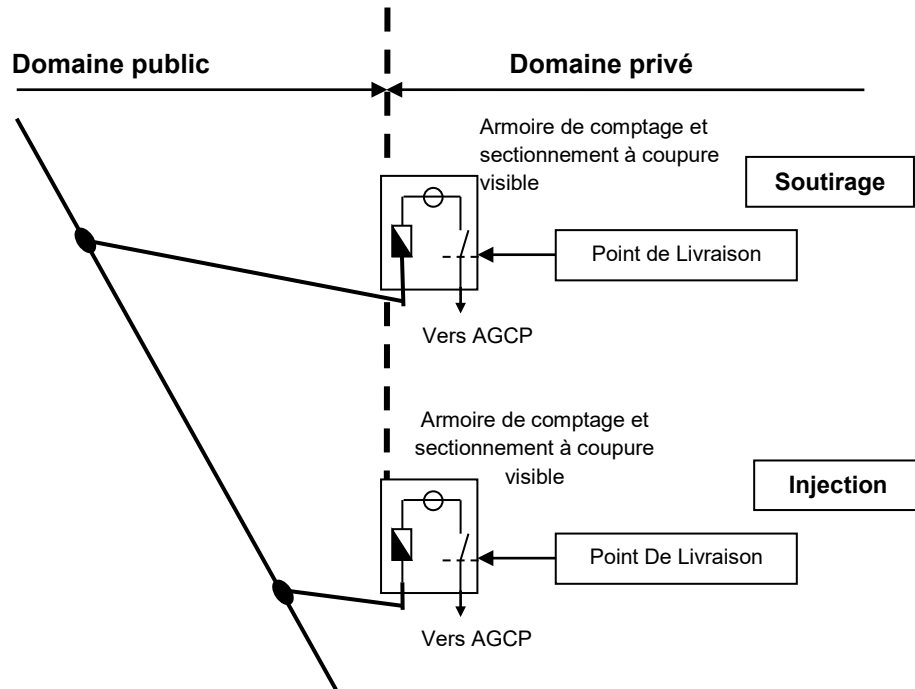 Domaine public
Domaine privé
Armoire de comptage et
sectionnement à coupure
visible
Soutirage
Point de Livraison
Vers AGCP
Armoire de comptage et
sectionnement à coupure
visible
Injection
Point De Livraison
Vers AGCP